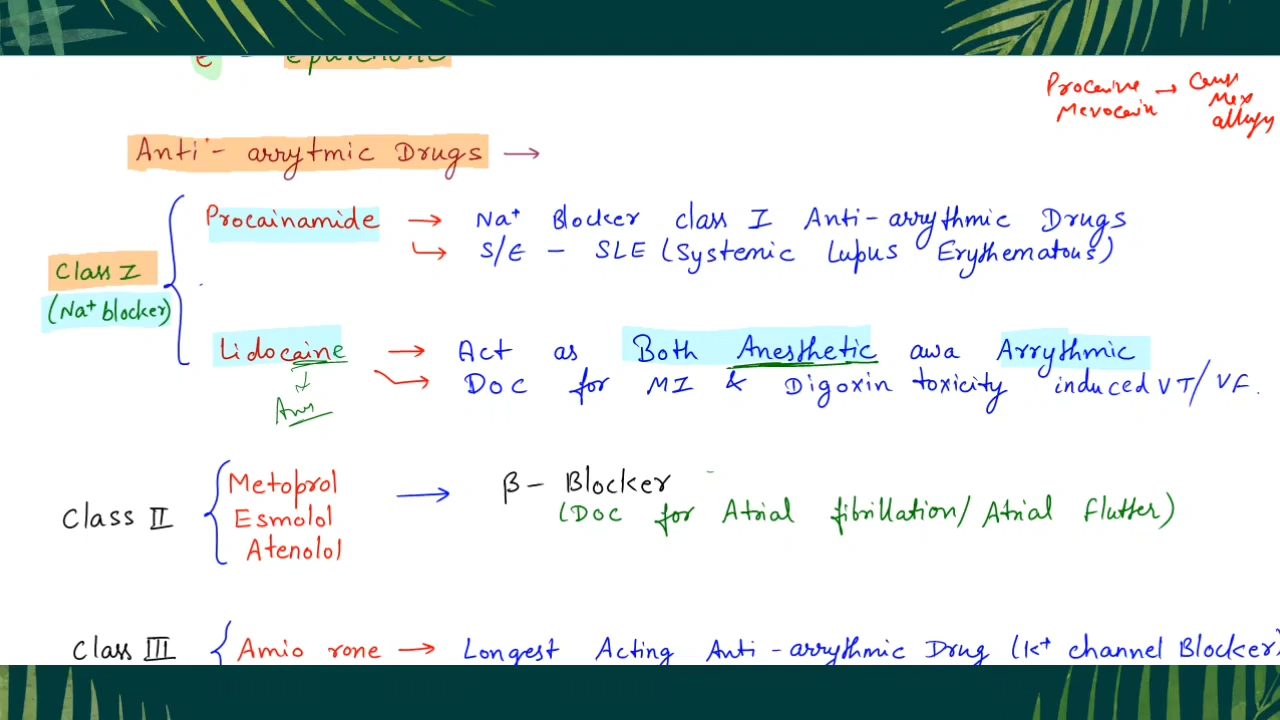 e - eparenone
Procaine → Cause
Mevocain Mex
allergy
Anti - arrytmic Drugs →
Procainamide → Na+ Blocker class I Anti-arrythmic Drugs
↳ S/E - SLE (Systemic Lupus Erythematous)
Class I
(Na+ blocker)
Lidocaine → Act as Both Anesthetic awa Arrythmic
↳ DOC for MI & Digoxin toxicity induced VT/VF.
Class II
Metoprol → β - Blocker
Esmolol (DOC for Atrial fibrillation/Atrial flutter)
Atenolol
Class III Amio rone → Longest Acting Anti-arrythmic Drug (K+ channel Blocker)